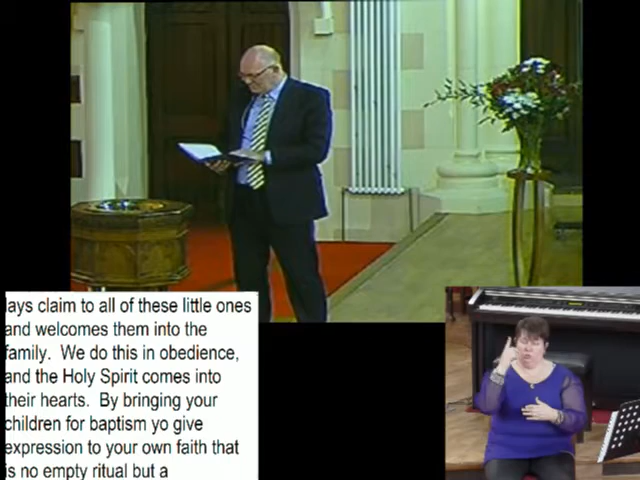 lays claim to all of these little ones
and welcomes them into the
family. We do this in obedience,
and the Holy Spirit comes into
their hearts. By bringing your
children for baptism yo give
expression to your own faith that
is no empty ritual but a